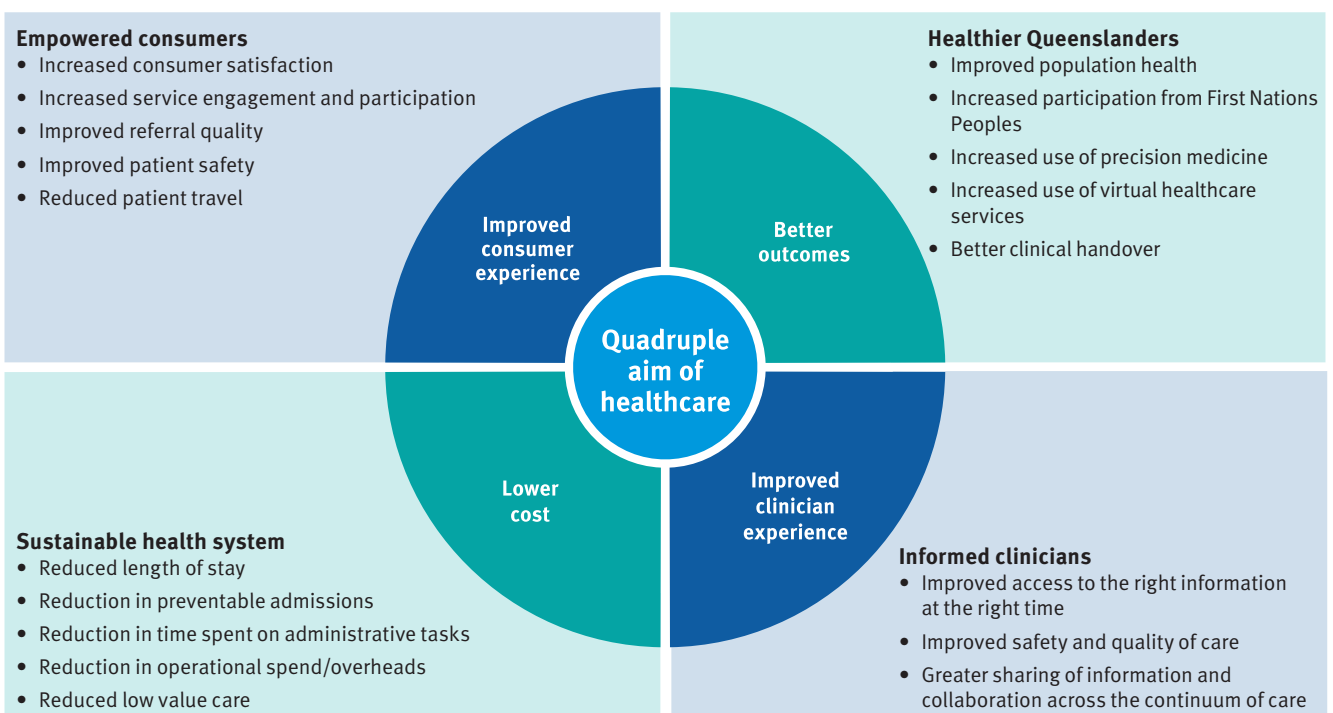 Empowered consumers
• Increased consumer satisfaction
• Increased service engagement and participation
• Improved referral quality
• Improved patient safety
• Reduced patient travel
Healthier Queenslanders
• Improved population health
• Increased participation from First Nations
Peoples
• Increased use of precision medicine
• Increased use of virtual healthcare
services
• Better clinical handover
Improved
consumer
experience
Better
outcomes
Quadruple
aim of
healthcare
Lower
cost
Improved
clinician
experience
Sustainable health system
• Reduced length of stay
• Reduction in preventable admissions
• Reduction in time spent on administrative tasks
• Reduction in operational spend/overheads
• Reduced low value care
Informed clinicians
• Improved access to the right information
at the right time
• Improved safety and quality of care
• Greater sharing of information and
collaboration across the continuum of care